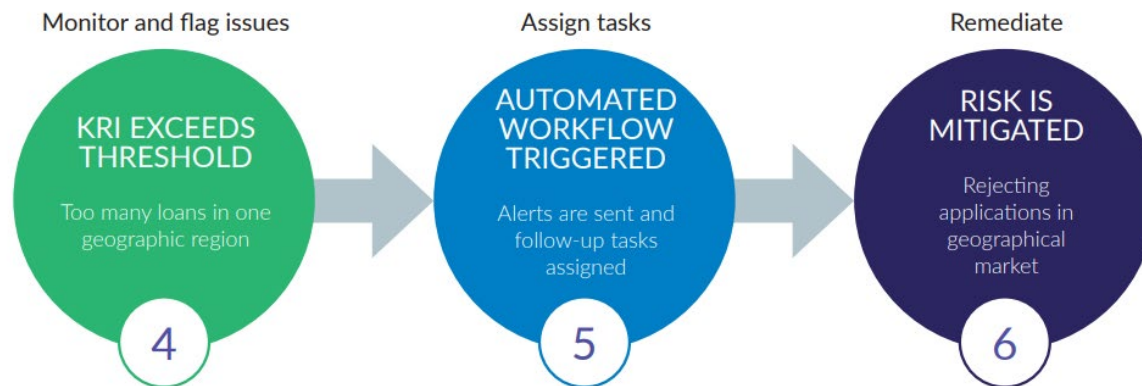 Monitor and flag issues
KRI EXCEEDS
THRESHOLD
Too many loans in one
geographic region
4
Assign tasks
AUTOMATED
WORKFLOW
TRIGGERED
Alerts are sent and
follow-up tasks
assigned
5
Remediate
RISK IS
MITIGATED
Rejecting
applications in
geographical
market
6